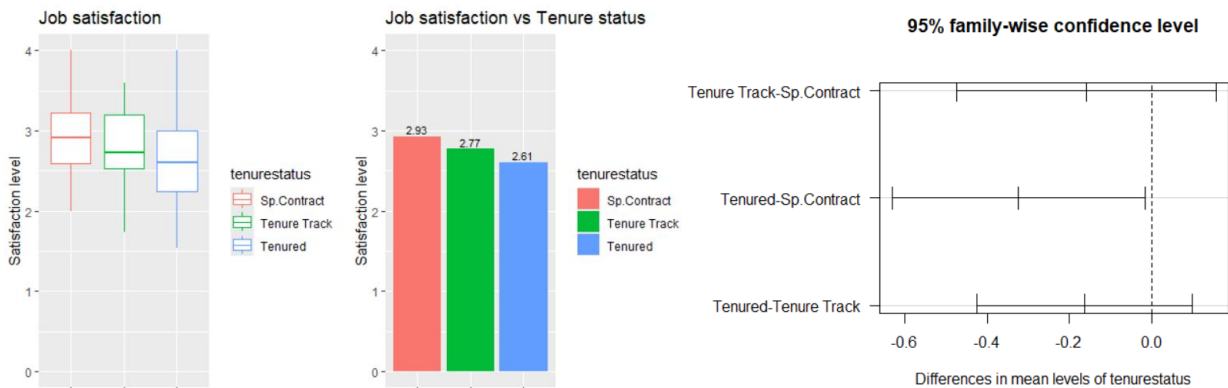 Job satisfaction
Satisfaction level
4
3
2
1
0
tenurestatus
Sp.Contract
Tenure Track
Tenured
Job satisfaction vs Tenure status
Satisfaction level
4
3
2
1
0
2.93
2.77
2.61
tenurestatus
Sp.Contract
Tenure Track
Tenured
95% family-wise confidence level
Tenure Track-Sp.Contract
Tenured-Sp.Contract
Tenured-Tenure Track
-0.6 -0.4 -0.2 0.0
Differences in mean levels of tenurestatus